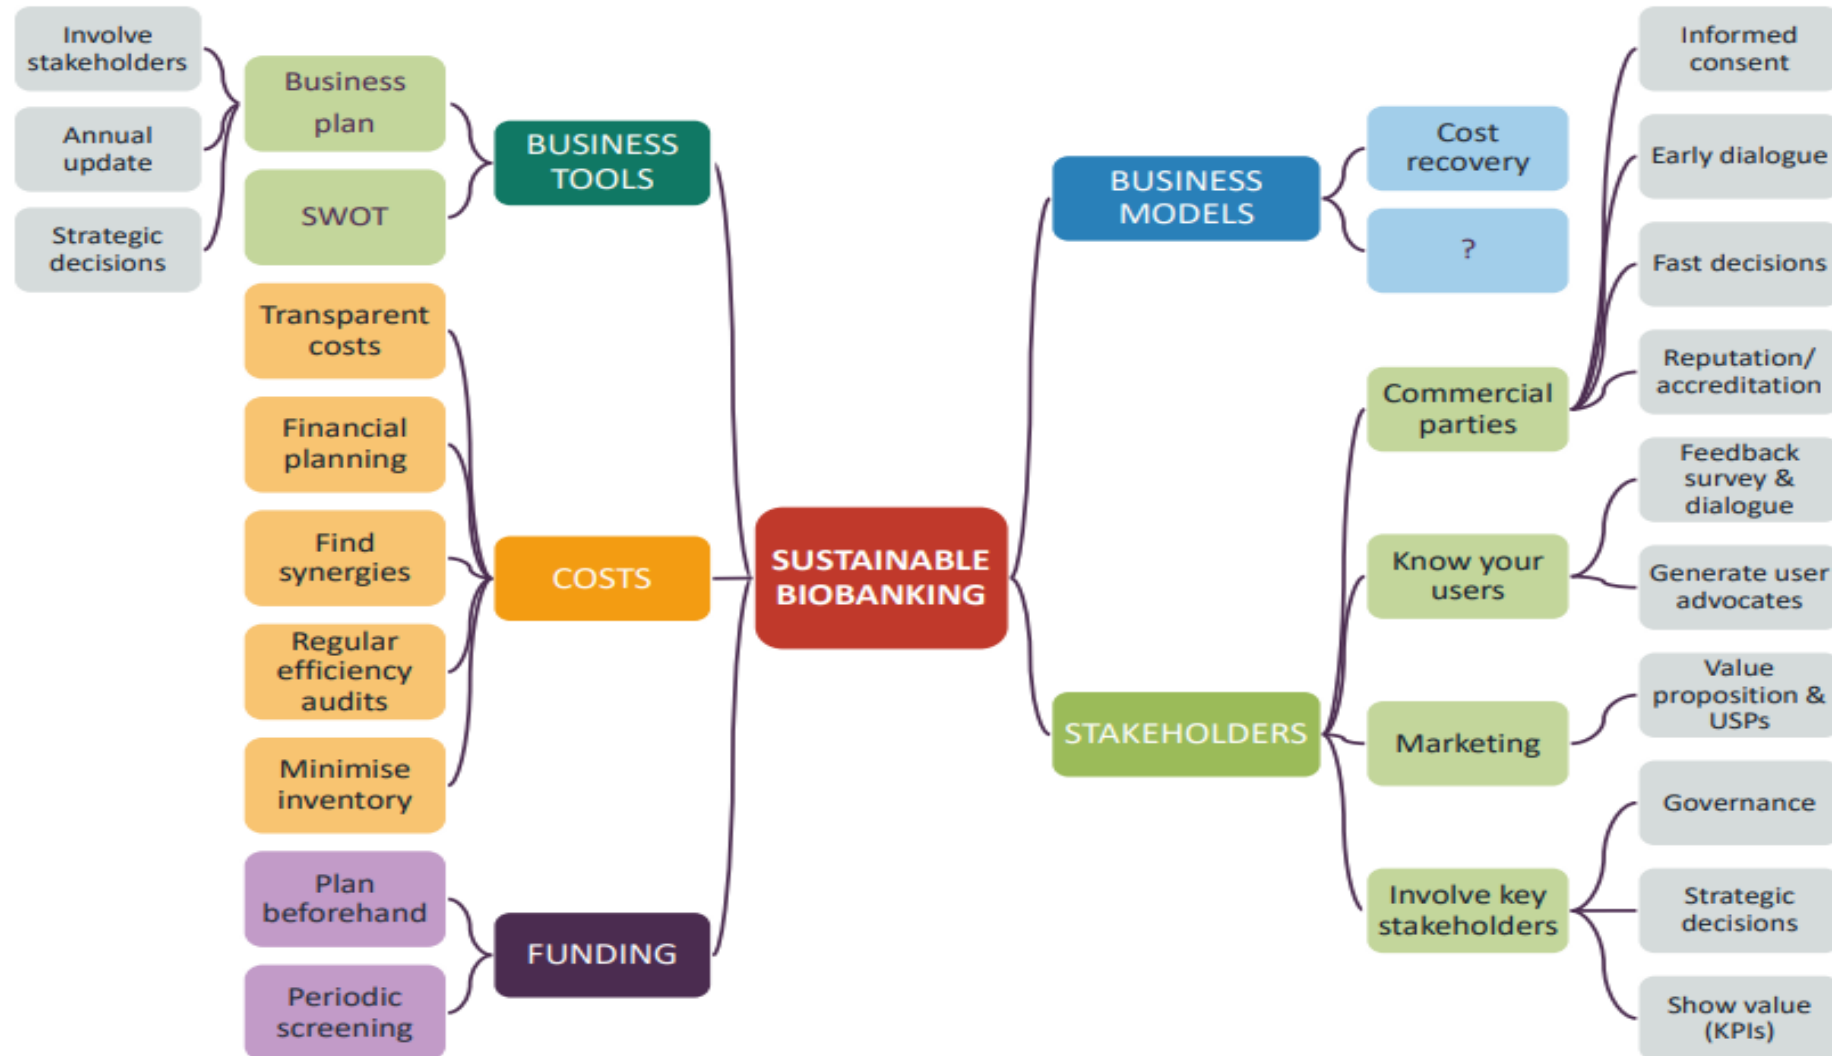 Involve
stakeholders
Annual
update
Strategic
decisions
Business
plan
SWOT
BUSINESS
TOOLS
Transparent
costs
Financial
planning
Find
synergies
Regular
efficiency
audits
Minimise
inventory
COSTS
Plan
beforehand
Periodic
screening
FUNDING
SUSTAINABLE
BIOBANKING
BUSINESS
MODELS
Cost
recovery
?
STAKEHOLDERS
Commercial
parties
Informed
consent
Early dialogue
Fast decisions
Reputation/
accreditation
Know your
users
Feedback
survey &
dialogue
Generate user
advocates
Marketing
Value
proposition &
USPs
Involve key
stakeholders
Governance
Strategic
decisions
Show value
(KPIs)